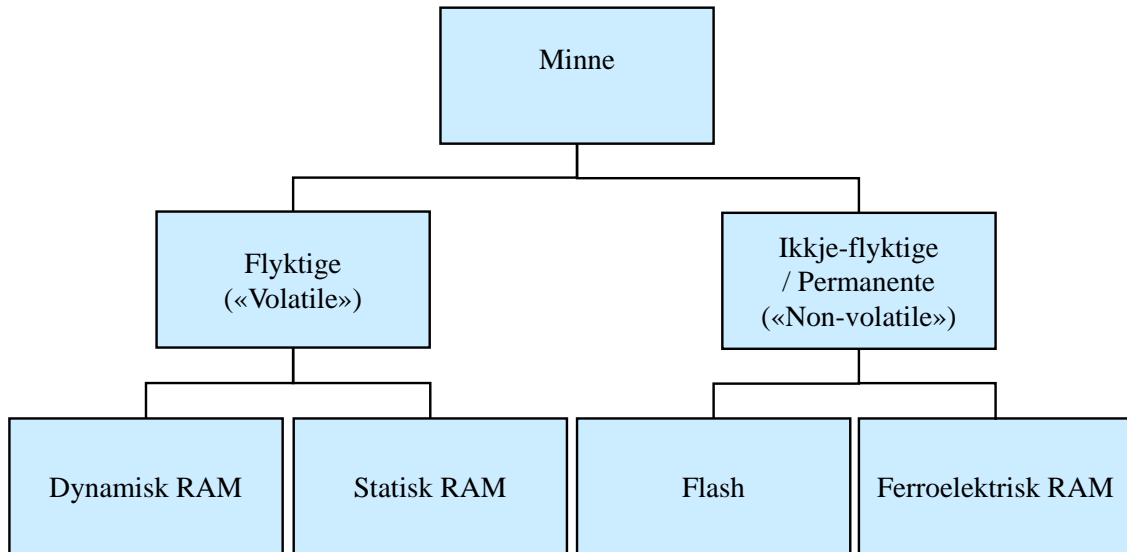 Minne
Flyktige
(«Volatile»)
Ikkje-flyktige
/ Permanente
(«Non-volatile»)
Dynamisk RAM
Statisk RAM
Flash
Ferroelektrisk RAM